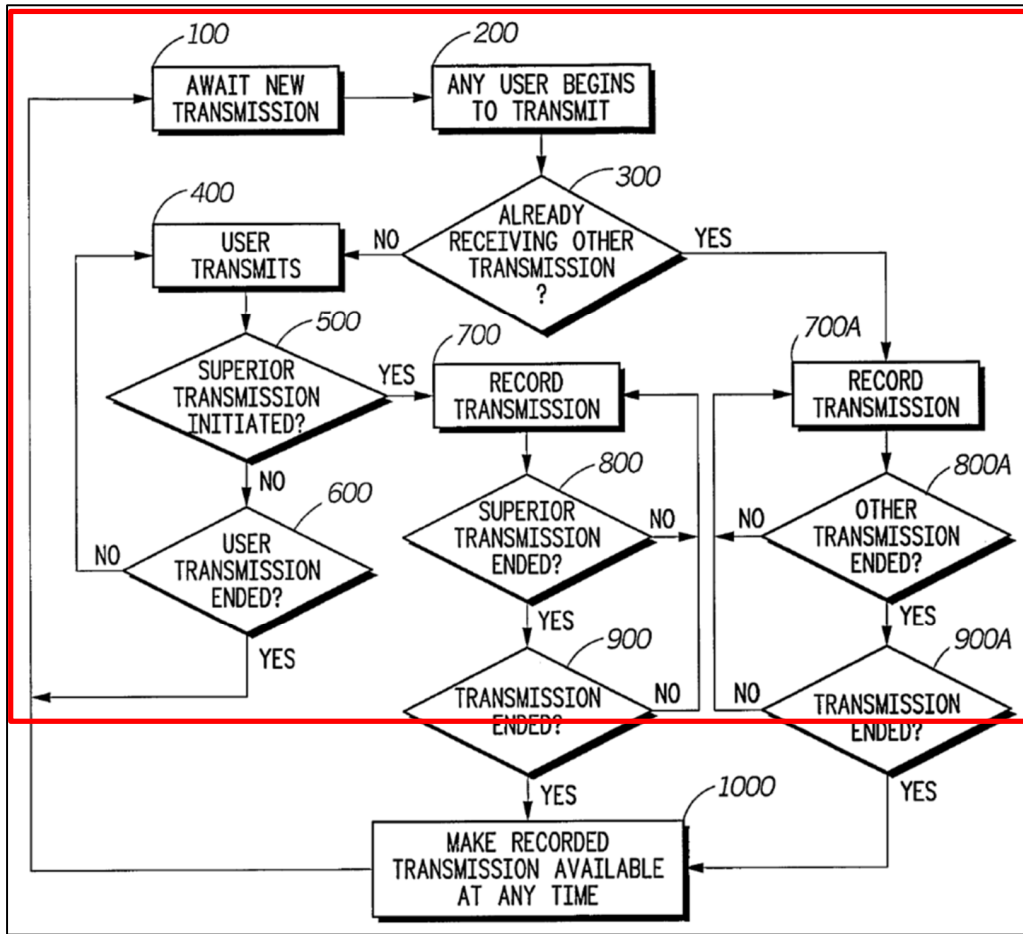 100
AWAIT NEW
TRANSMISSION
200
ANY USER BEGINS
TO TRANSMIT
300
ALREADY
RECEIVING OTHER
TRANSMISSION
?
NO
YES
400
USER
TRANSMITS
500
SUPERIOR
TRANSMISSION
INITIATED?
YES
NO
600
USER
TRANSMISSION
ENDED?
NO
YES
700
RECORD
TRANSMISSION
800
SUPERIOR
TRANSMISSION
ENDED?
NO
YES
900
TRANSMISSION
ENDED?
NO
YES
700A
RECORD
TRANSMISSION
800A
OTHER
TRANSMISSION
ENDED?
NO
YES
900A
TRANSMISSION
ENDED?
NO
YES
1000
MAKE RECORDED
TRANSMISSION AVAILABLE
AT ANY TIME